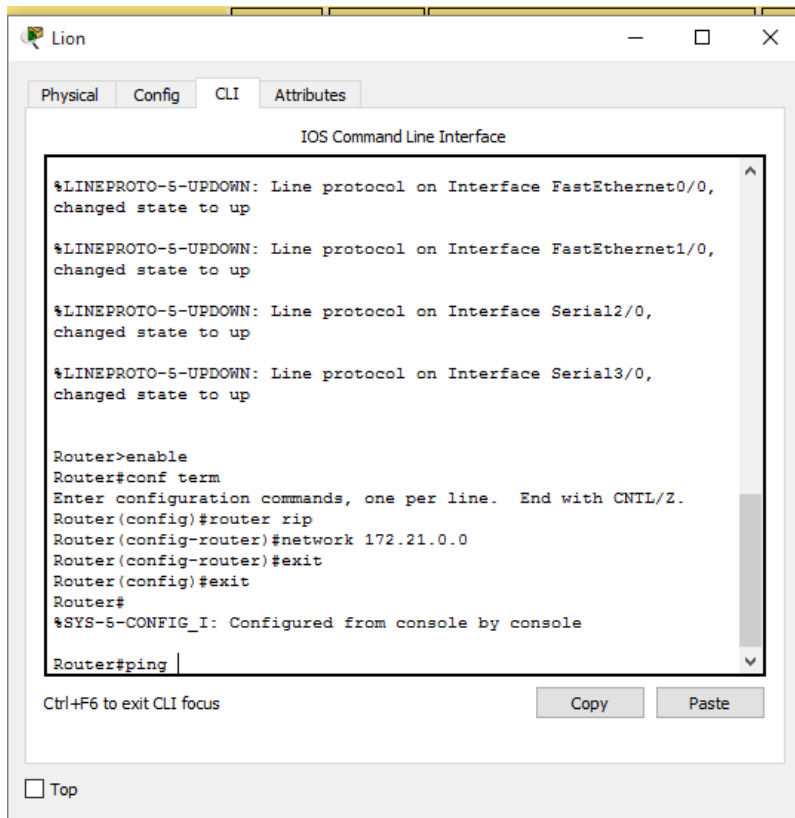 Lion
Physical Config CLI Attributes
IOS Command Line Interface
%LINEPROTO-5-UPDOWN: Line protocol on Interface FastEthernet0/0,
changed state to up
%LINEPROTO-5-UPDOWN: Line protocol on Interface FastEthernet1/0,
changed state to up
%LINEPROTO-5-UPDOWN: Line protocol on Interface Serial2/0,
changed state to up
%LINEPROTO-5-UPDOWN: Line protocol on Interface Serial3/0,
changed state to up
Router>enable
Router#conf term
Enter configuration commands, one per line.  End with CNTL/Z.
Router(config)#router rip
Router(config-router)#network 172.21.0.0
Router(config-router)#exit
Router(config)#exit
Router#
%SYS-5-CONFIG_I: Configured from console by console
Router#ping
Ctrl+F6 to exit CLI focus
Copy Paste
Top